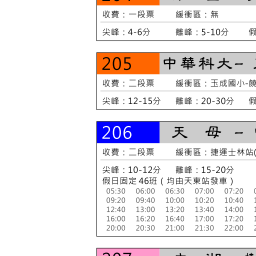 收費：一段票 緩衝區：無
尖峰：4-6分 離峰：5-10分 假
205 中華科大-
收費：二段票 緩衝區：玉成國小-饒
尖峰：12-15分 離峰：20-30分 假
206 天 母-
收費：二段票 緩衝區：捷運士林站(
尖峰：10-12分 離峰：15-20分
假日固定46班（均由天東站發車）
05:30 06:00 06:30 07:00 07:20
09:20 09:40 10:00 10:20 10:40
12:40 13:00 13:20 13:40 14:00
16:00 16:20 16:40 17:00 17:20
20:00 20:30 21:00 21:30 22:00